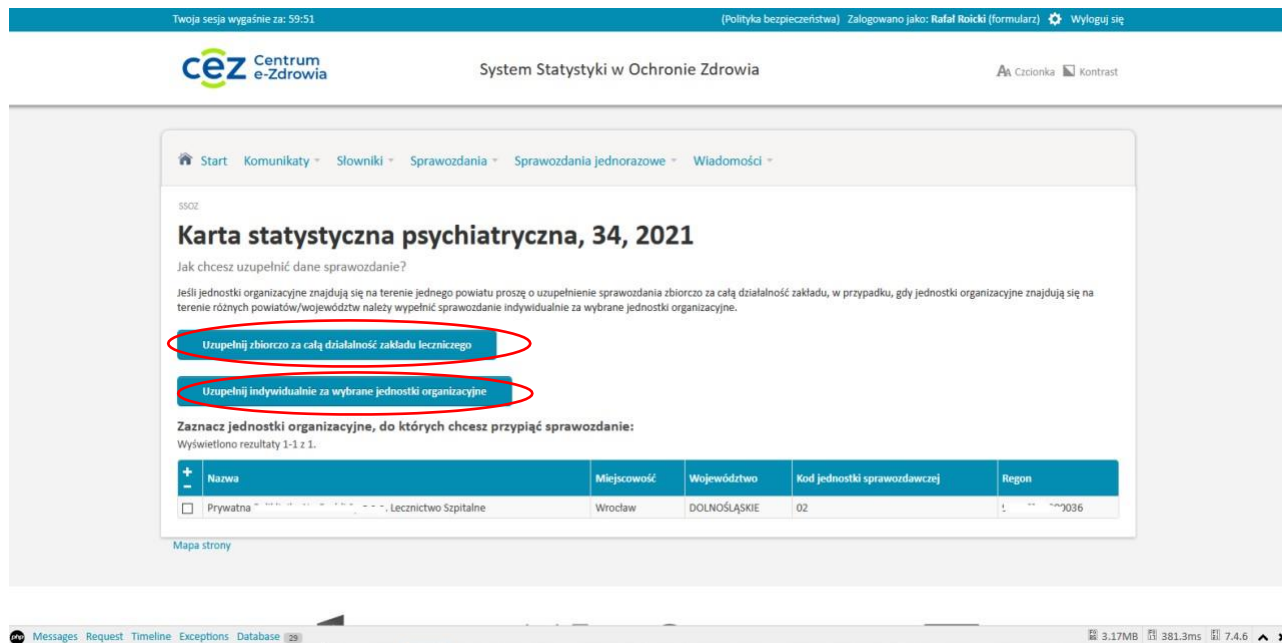 Twoja sesja wygaśnie za: 59:51
(Polityka bezpieczeństwa) Zalogowano jako: Rafał Roicki (formularz) Wyloguj się
cez Centrum
e-Zdrowia
System Statystyki w Ochronie Zdrowia
AA Czcionka Kontrast
Start Komunikaty Słowniki Sprawozdania Sprawozdania jednorazowe Wiadomości
SSOZ
Karta statystyczna psychiatryczna, 34, 2021
Jak chcesz uzupełnić dane sprawozdanie?
Jeśli jednostki organizacyjne znajdują się na terenie jednego powiatu proszę o uzupełnienie sprawozdania zbiorczo za całą działalność zakładu, w przypadku, gdy jednostki organizacyjne znajdują się na
terenie różnych powiatów/województw należy wypełnić sprawozdanie indywidualnie za wybrane jednostki organizacyjne.
Uzupełnij zbiorczo za całą działalność zakładu leczniczego
Uzupełnij indywidualnie za wybrane jednostki organizacyjne
Zaznacz jednostki organizacyjne, do których chcesz przypiąć sprawozdanie:
Wyświetlono rezultaty 1-1 z 1.
+ − Nazwa Miejscowość Województwo Kod jednostki sprawozdawczej Regon
Prywatna Lecznictwo Szpitalne Wrocław DOLNOŚLĄSKIE 02
Mapa strony
php Messages Request Timeline Exceptions Database 29 3.17MB 381.3ms 7.4.6